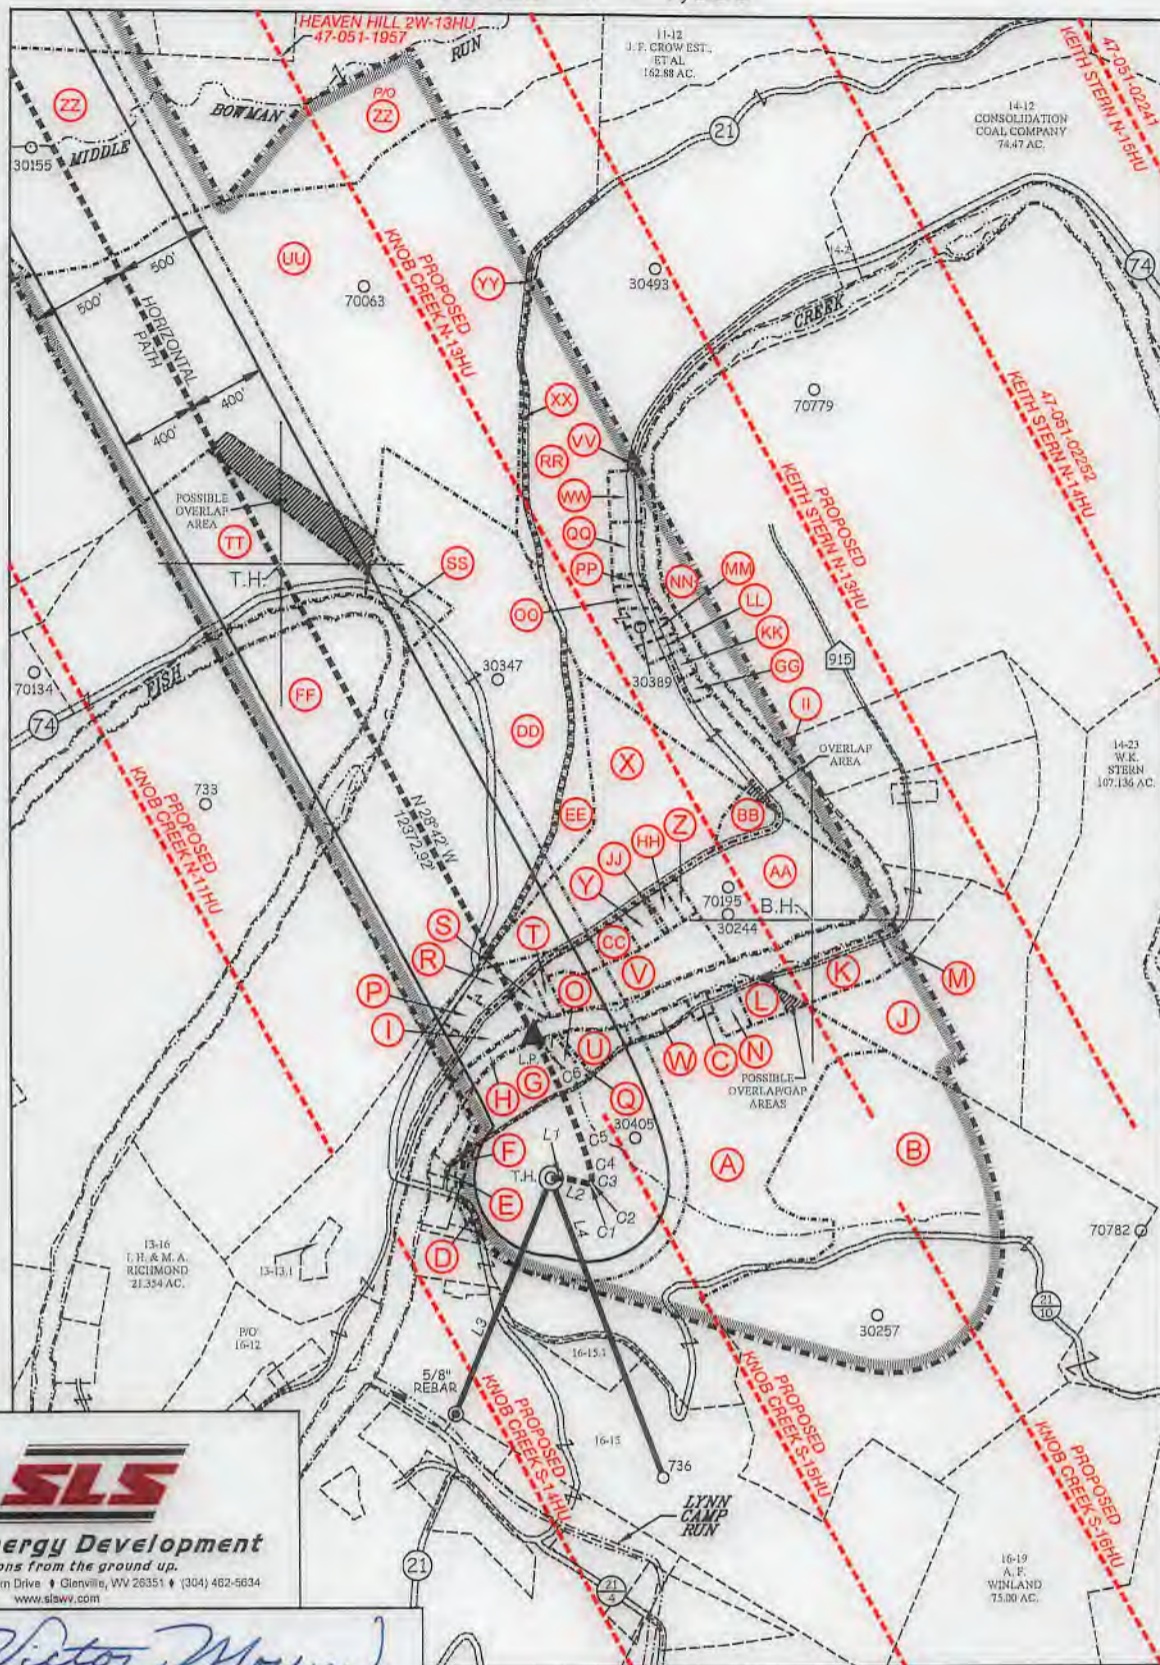 HEAVEN HILL 2W-13HU
47-051-1957
11-12
J. F. CROW EST.,
ET AL
162.88 AC.
47-051-02241
KEITH STERN N-15HU
14-12
CONSOLIDATION
COAL COMPANY
74.47 AC.
RUN
BOWMAN
MIDDLE
P/O
ZZ
ZZ
30155
21
UU
70063
500'
500'
HORIZONTAL
PATH
400'
400'
PROPOSED
KNOB CREEK N-13HU
YY
30493
14-2
CREEK
74
70779
47-051-02252
KEITH STERN N-14HU
PROPOSED
KEITH STERN N-13HU
XX
VV
RR
WW
QQ
PP
POSSIBLE
OVERLAP
AREA
TT
T.H.
SS
OO
NN
MM
LL
KK
GG
II
30389
915
30347
70134
74
FISH
FF
DD
X
OVERLAP
AREA
14-23
W.K.
STERN
107.136 AC.
733
PROPOSED
KNOB CREEK N-11HU
N 28°42' W
12372.92'
EE
BB
Z
HH
JJ
Y
AA
70195
B.H.
30244
S
T
CC
R
V
O
K
M
P
I
L
J
L.P.
U
W
C
N
G
C6
H
Q
POSSIBLE
OVERLAP/GAP
AREAS
30405
L1
C5
F
A
B
C4
T.H.
C3
L2
E
C2
C1
L4
D
70782
13-16
I. H. & M. A.
RICHMOND
21.354 AC.
13-13.1
21
10
30257
P/O
16-12
L3
16-15.1
5/8"
REBAR
PROPOSED
KNOB CREEK S-14HU
PROPOSED
KNOB CREEK S-15HU
PROPOSED
KNOB CREEK S-16HU
16-15
736
LYNN
CAMP
RUN
SLS
ergy Development
ons from the ground up.
rn Drive ♦ Glenville, WV 26351 ♦ (304) 462-5634
www.slswv.com
21
21
4
16-19
A. F.
WINLAND
75.00 AC.
Victor